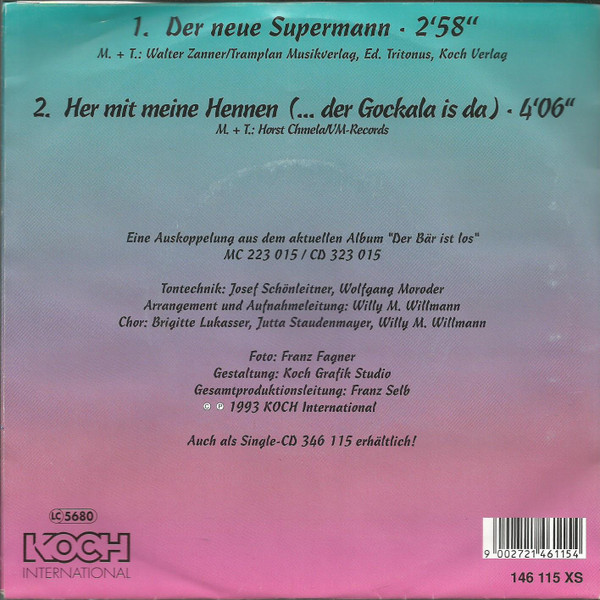 1. Der neue Supermann · 2'58"
M. + T.: Walter Zanner/Tramplan Musikverlag, Ed. Tritonus, Koch Verlag
2. Her mit meine Hennen (... der Gockala is da) · 4'06"
M. + T.: Horst Chmela/VM-Records
Eine Auskoppelung aus dem aktuellen Album "Der Bär ist los"
MC 223 015 / CD 323 015
Tontechnik: Josef Schönleitner, Wolfgang Moroder
Arrangement und Aufnahmeleitung: Willy M. Willmann
Chor: Brigitte Lukasser, Jutta Staudenmayer, Willy M. Willmann
Foto: Franz Fagner
Gestaltung: Koch Grafik Studio
Gesamtproduktionsleitung: Franz Selb
© ℗ 1993 KOCH International
Auch als Single-CD 346 115 erhältlich!
LC 5680
KOCH
INTERNATIONAL
9 002721 461154
146 115 XS